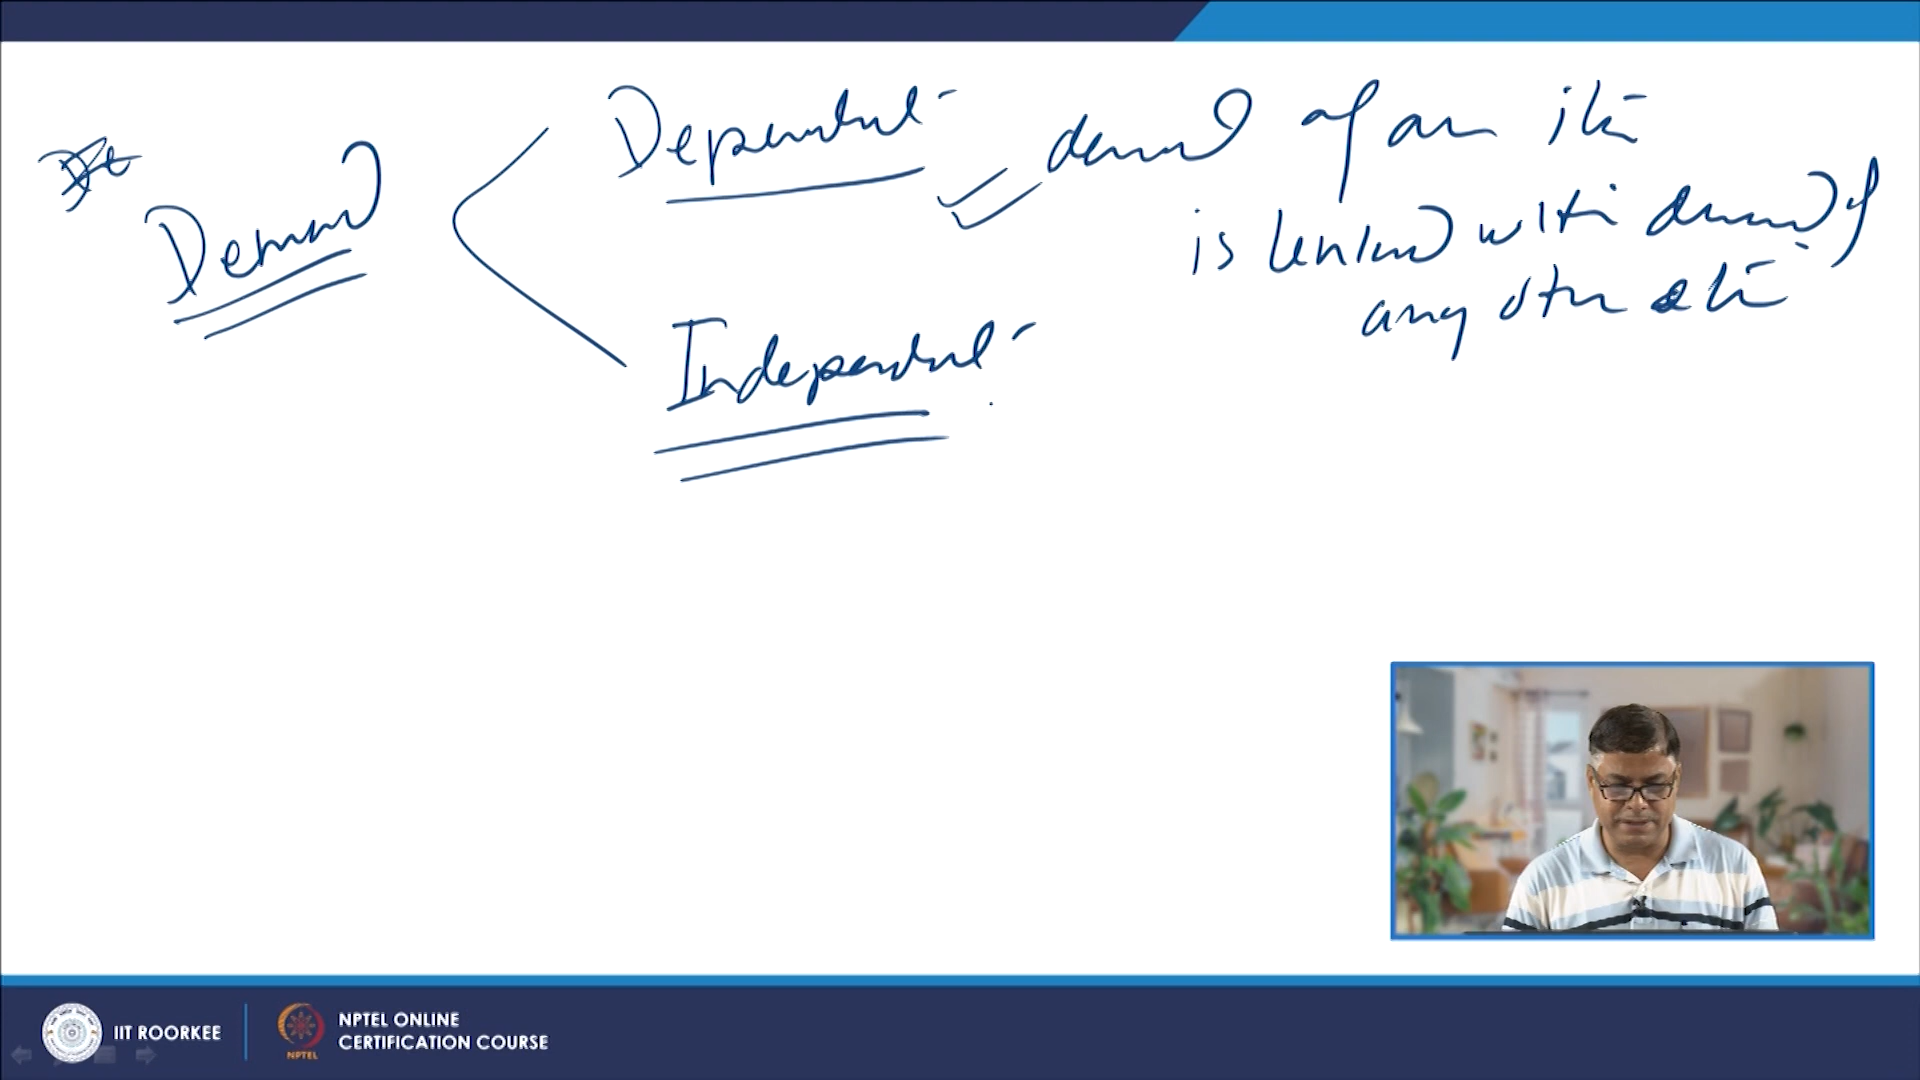 Demand
Dependent - demand of an item
is linked with demand of
any other item
Independent -
IIT ROORKEE
NPTEL
NPTEL ONLINE
CERTIFICATION COURSE